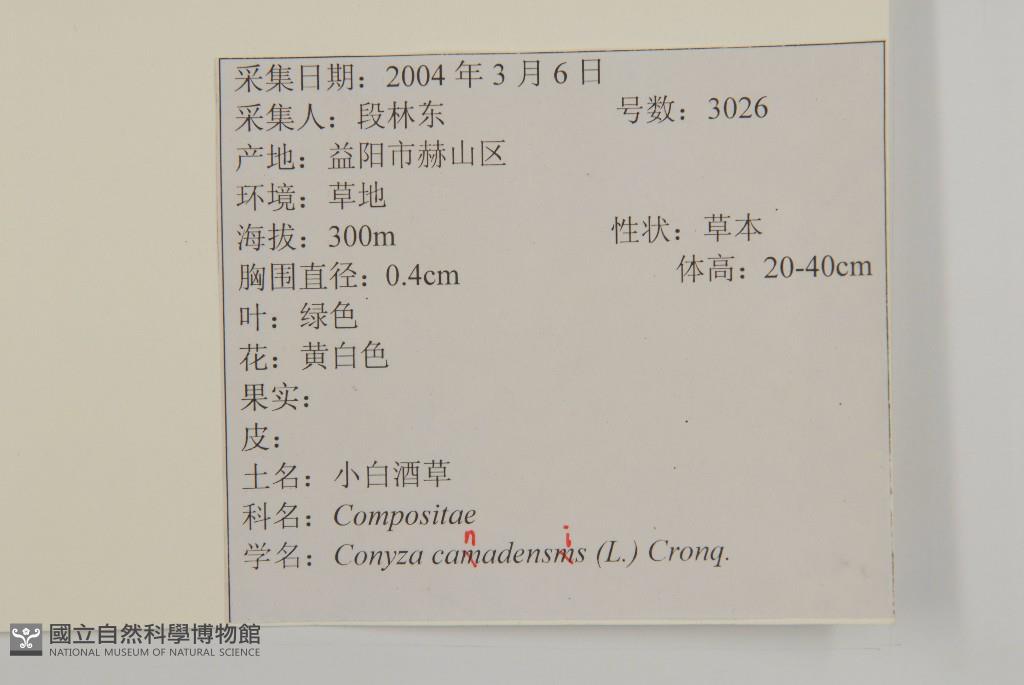 采集日期：2004 年 3 月 6 日
采集人：段林东 号数：3026
产地：益阳市赫山区
环境：草地
海拔：300m 性状：草本
胸围直径：0.4cm 体高：20-40cm
叶：绿色
花：黄白色
果实：
皮：
土名：小白酒草
科名：Compositae
n i
学名：Conyza camadensms (L.) Cronq.
國立自然科學博物館
NATIONAL MUSEUM OF NATURAL SCIENCE